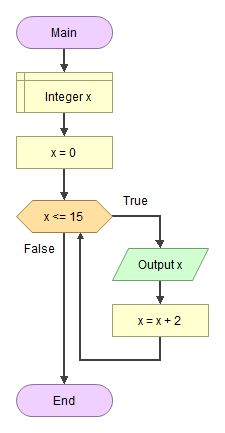 Main
Integer x
x = 0
x <= 15
True
False
Output x
x = x + 2
End